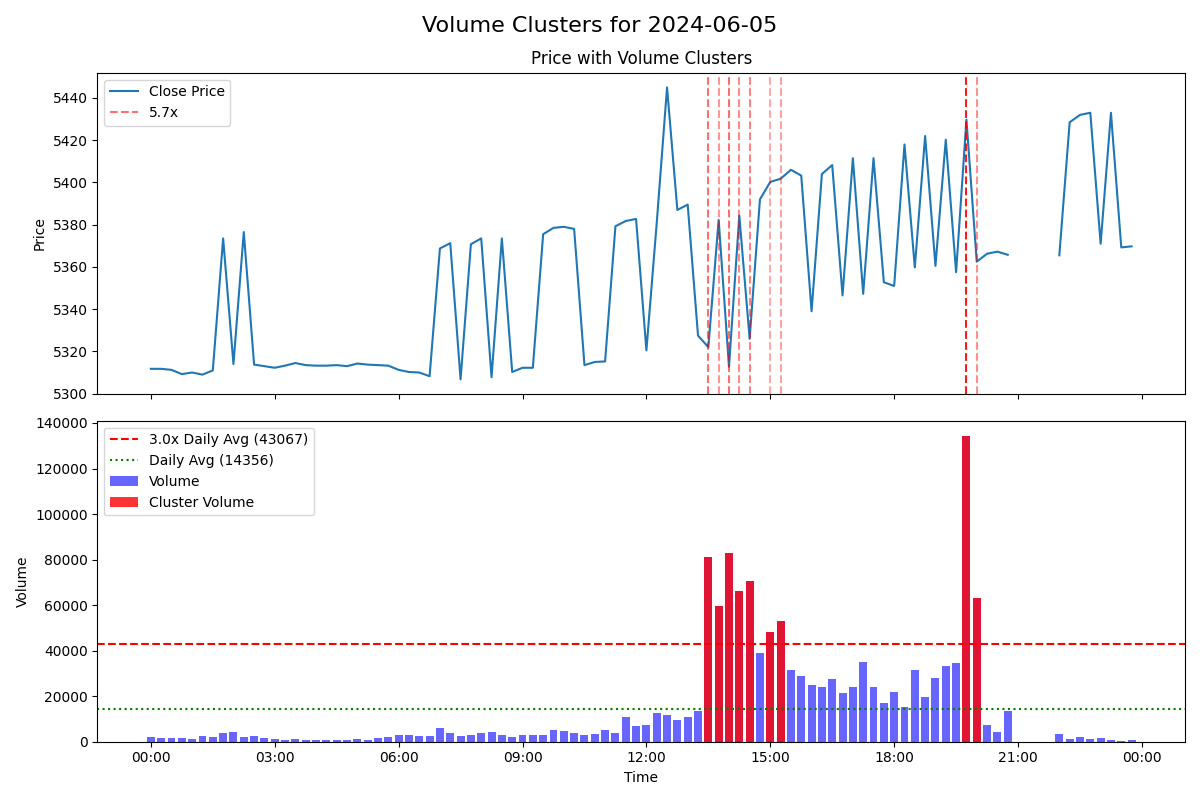 Volume Clusters for 2024-06-05
Price with Volume Clusters
Close Price
5.7x
Price
5440
5420
5400
5380
5360
5340
5320
5300
3.0x Daily Avg (43067)
Daily Avg (14356)
Volume
Cluster Volume
Volume
140000
120000
100000
80000
60000
40000
20000
0
00:00 03:00 06:00 09:00 12:00 15:00 18:00 21:00 00:00
Time